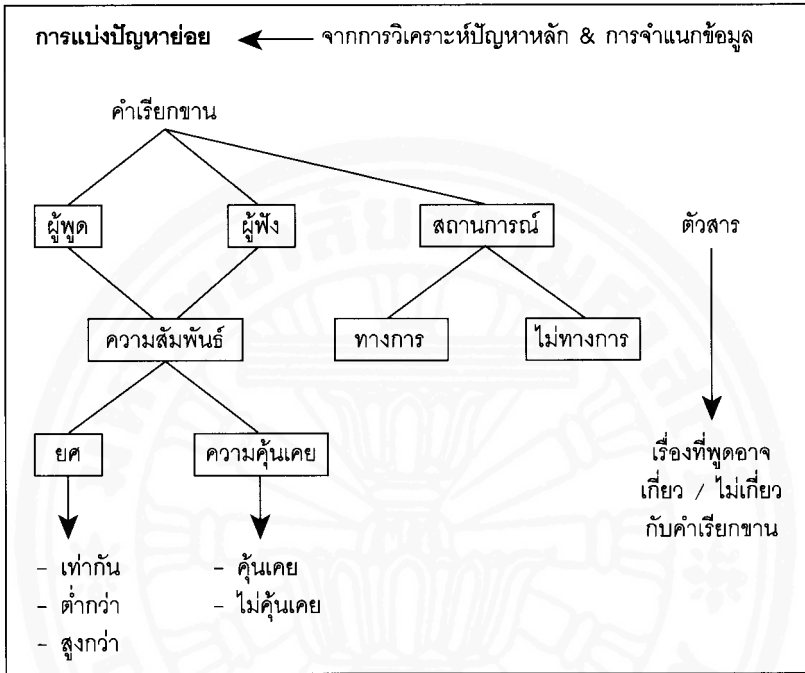 การแบ่งปัญหาย่อย จากการวิเคราะห์ปัญหาหลัก & การจำแนกข้อมูล
คำเรียกขาน
ผู้พูด ผู้ฟัง สถานการณ์ ตัวสาร
ความสัมพันธ์ ทางการ ไม่ทางการ
ยศ ความคุ้นเคย
เรื่องที่พูดอาจ
เกี่ยว / ไม่เกี่ยว
กับคำเรียกขาน
- เท่ากัน
- ต่ำกว่า
- สูงกว่า
- คุ้นเคย
- ไม่คุ้นเคย